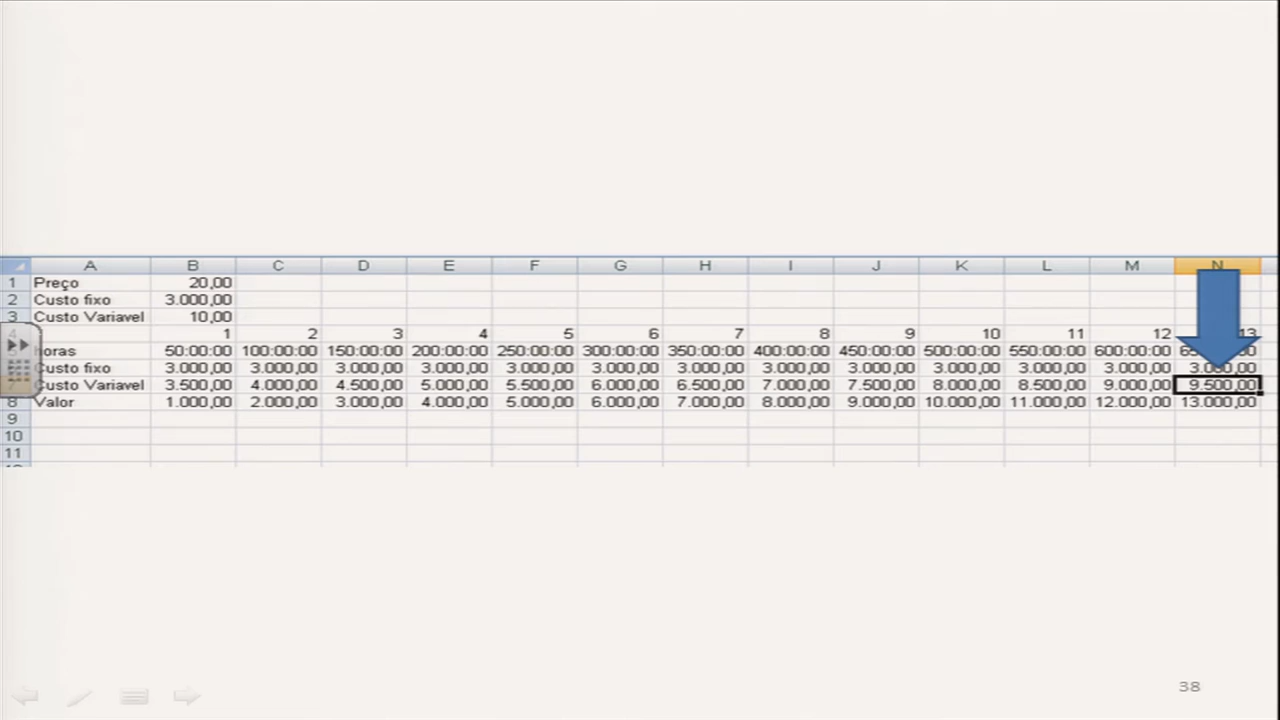 A B C D E F G H I J K L M N
1 Preço 20,00
2 Custo fixo 3.000,00
3 Custo Variavel 10,00
4 1 2 3 4 5 6 7 8 9 10 11 12 13
horas 50:00:00 100:00:00 150:00:00 200:00:00 250:00:00 300:00:00 350:00:00 400:00:00 450:00:00 500:00:00 550:00:00 600:00:00
Custo fixo 3.000,00 3.000,00 3.000,00 3.000,00 3.000,00 3.000,00 3.000,00 3.000,00 3.000,00 3.000,00 3.000,00 3.000,00 3.000,00
Custo Variavel 3.500,00 4.000,00 4.500,00 5.000,00 5.500,00 6.000,00 6.500,00 7.000,00 7.500,00 8.000,00 8.500,00 9.000,00 9.500,00
8 Valor 1.000,00 2.000,00 3.000,00 4.000,00 5.000,00 6.000,00 7.000,00 8.000,00 9.000,00 10.000,00 11.000,00 12.000,00 13.000,00
9
10
11
38